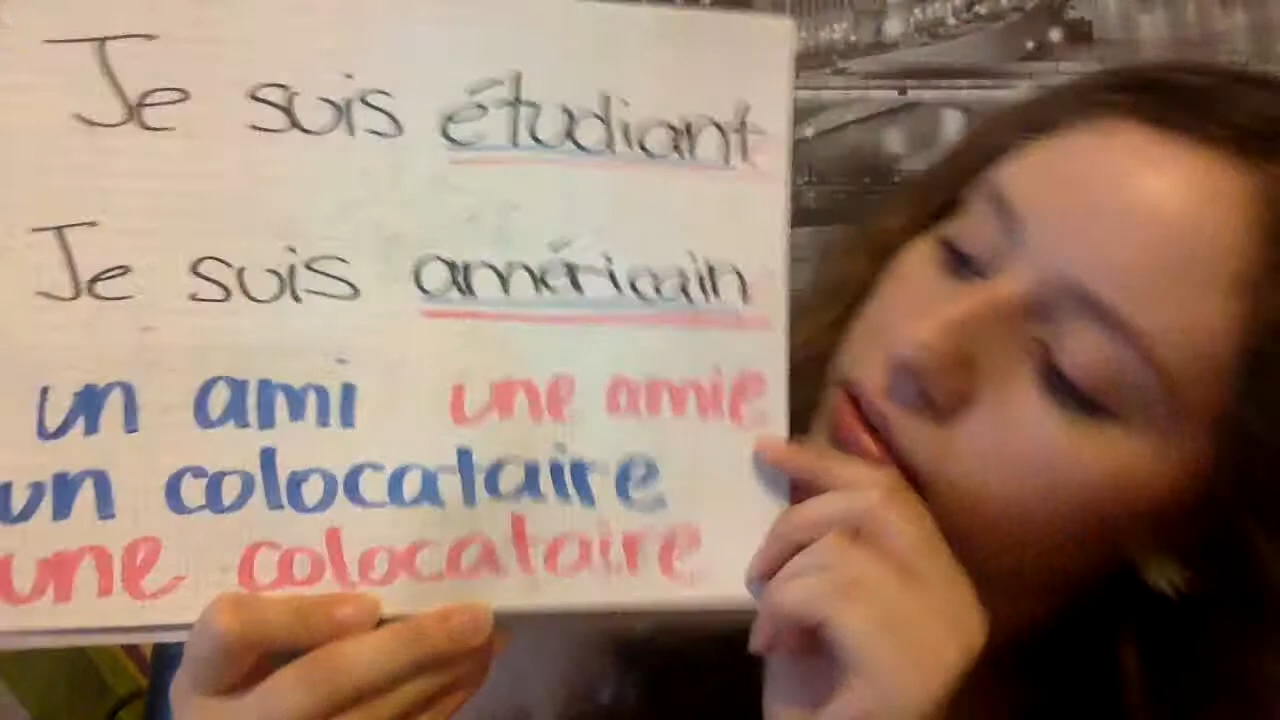 Je suis étudiant
Je suis américain
un ami une amie
un colocataire
une colocataire